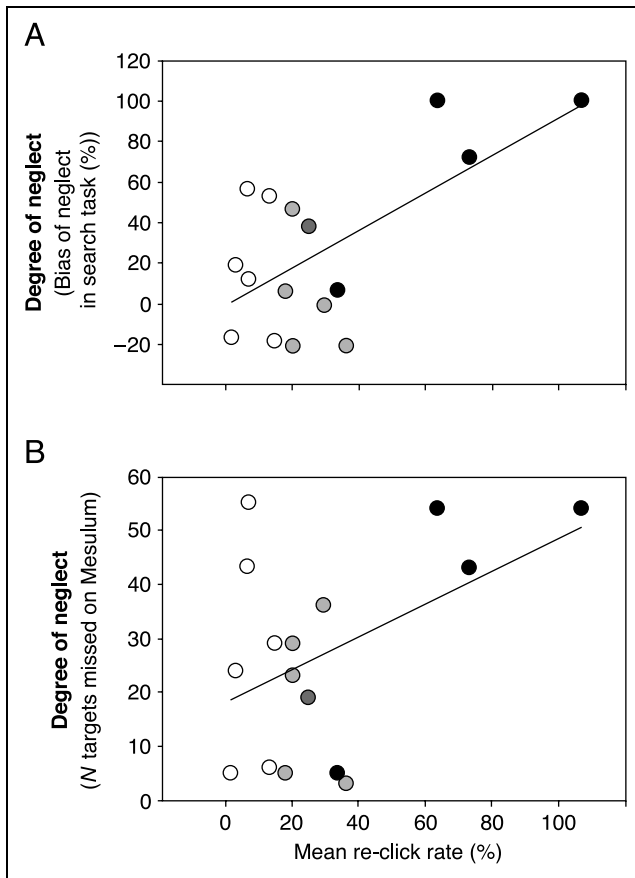 A
120
100
80
60
40
20
0
–20
Degree of neglect
(Bias of neglect
in search task (%))
B
60
50
40
30
20
10
0
Degree of neglect
(N targets missed on Mesulum)
0 20 40 60 80 100
Mean re-click rate (%)